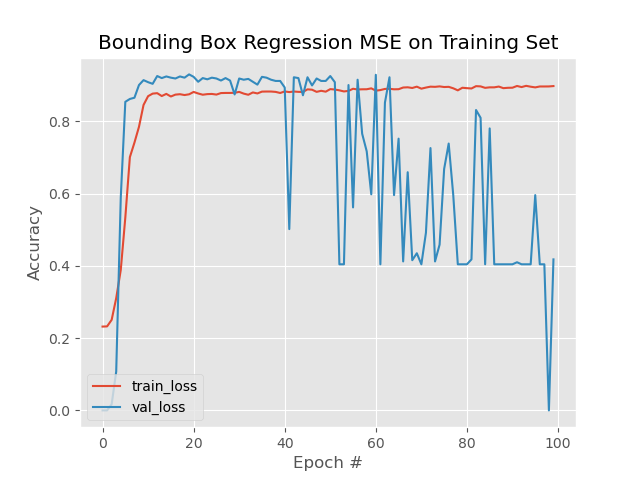 Bounding Box Regression MSE on Training Set
Accuracy
0.8
0.6
0.4
0.2
0.0
train_loss
val_loss
0 20 40 60 80 100
Epoch #